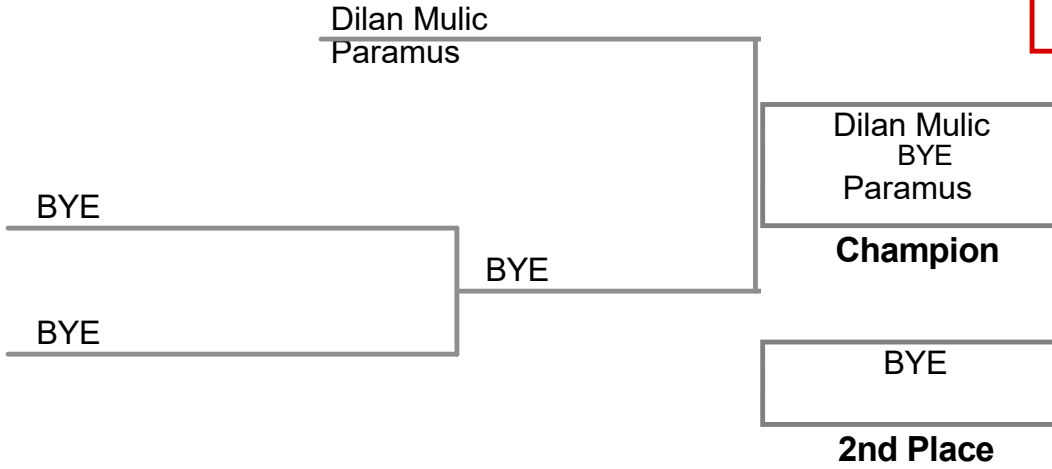 Dilan Mulic
Paramus
Dilan Mulic
BYE
Paramus
Champion
BYE
BYE
BYE
BYE
2nd Place